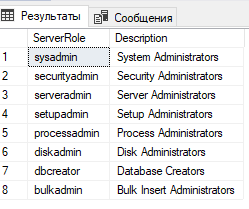 Результаты Сообщения
ServerRole Description
1 sysadmin System Administrators
2 securityadmin Security Administrators
3 serveradmin Server Administrators
4 setupadmin Setup Administrators
5 processadmin Process Administrators
6 diskadmin Disk Administrators
7 dbcreator Database Creators
8 bulkadmin Bulk Insert Administrators